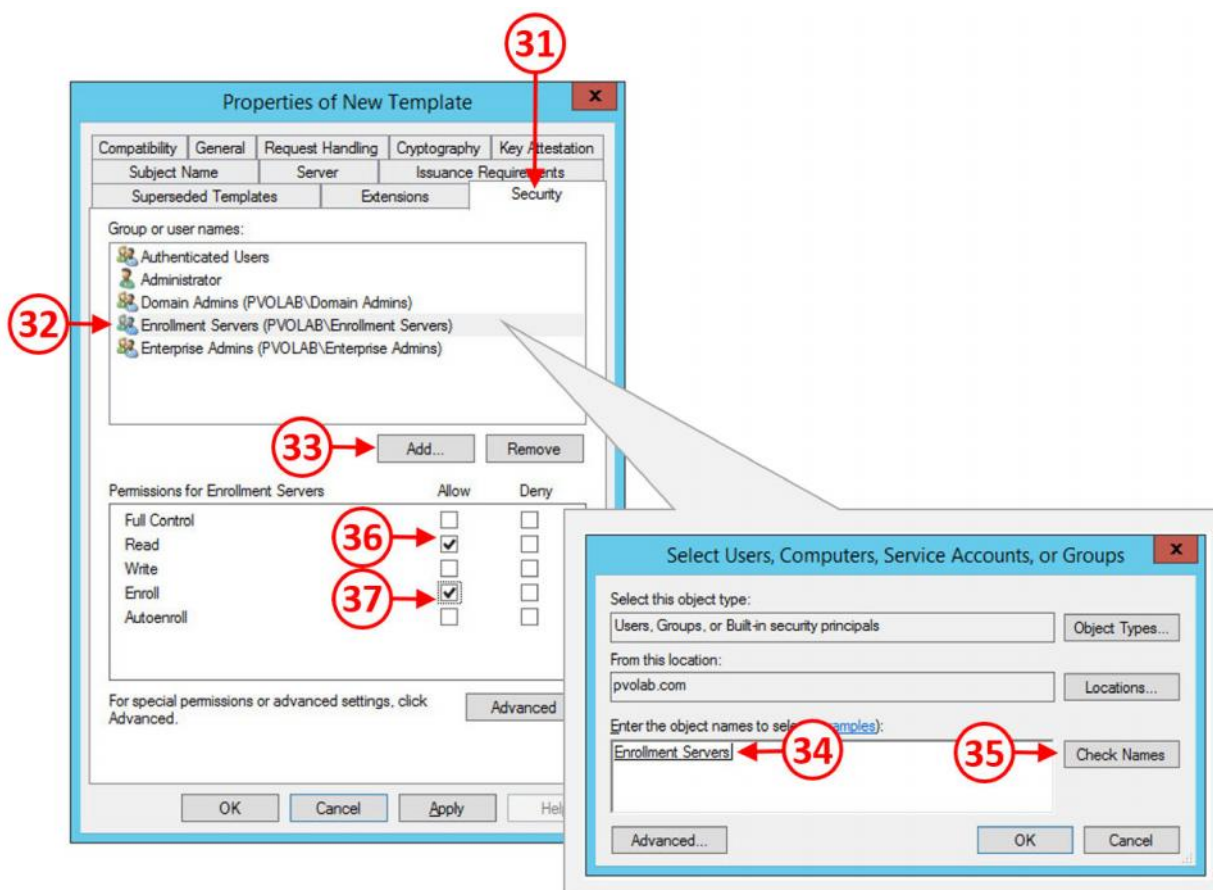 31
Properties of New Template
x
Compatibility General Request Handling Cryptography Key Attestation
Subject Name Server Issuance Requirements
Superseded Templates Extensions Security
Group or user names:
Authenticated Users
Administrator
Domain Admins (PVOLAB\Domain Admins)
32 Enrollment Servers (PVOLAB\Enrollment Servers)
Enterprise Admins (PVOLAB\Enterprise Admins)
33 Add... Remove
Permissions for Enrollment Servers Allow Deny
Full Control
Read 36
Write
Enroll 37
Autoenroll
For special permissions or advanced settings, click
Advanced.
Advanced
OK Cancel Apply Hel
Select Users, Computers, Service Accounts, or Groups
x
Select this object type:
Users, Groups, or Built-in security principals Object Types...
From this location:
pvolab.com Locations...
Enter the object names to select (examples):
Enrollment Servers 34 35 Check Names
Advanced... OK Cancel